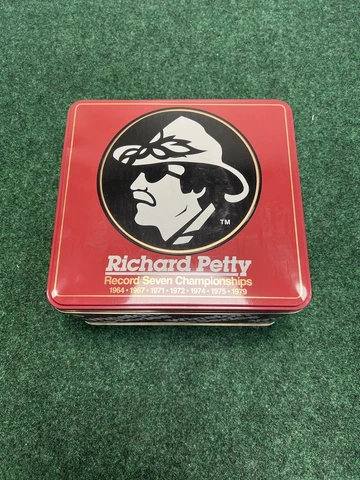 TM
Richard Petty
Record Seven Championships
1964 • 1967 • 1971 • 1972 • 1974 • 1975 • 1979